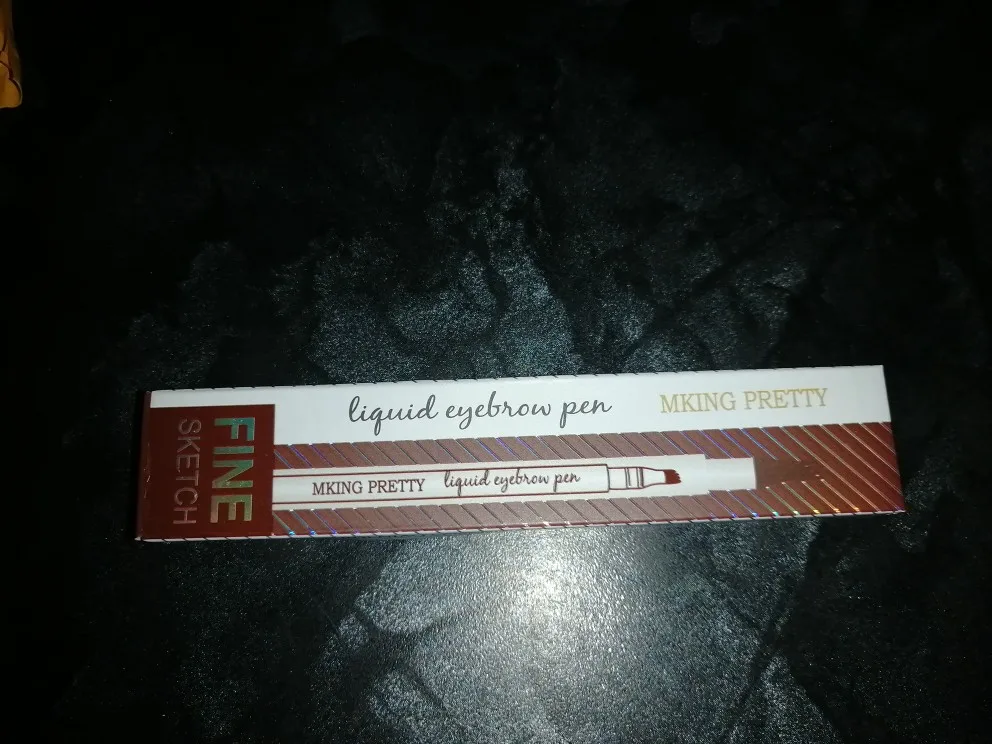 liquid eyebrow pen MKING PRETTY
FINE
SKETCH
MKING PRETTY liquid eyebrow pen